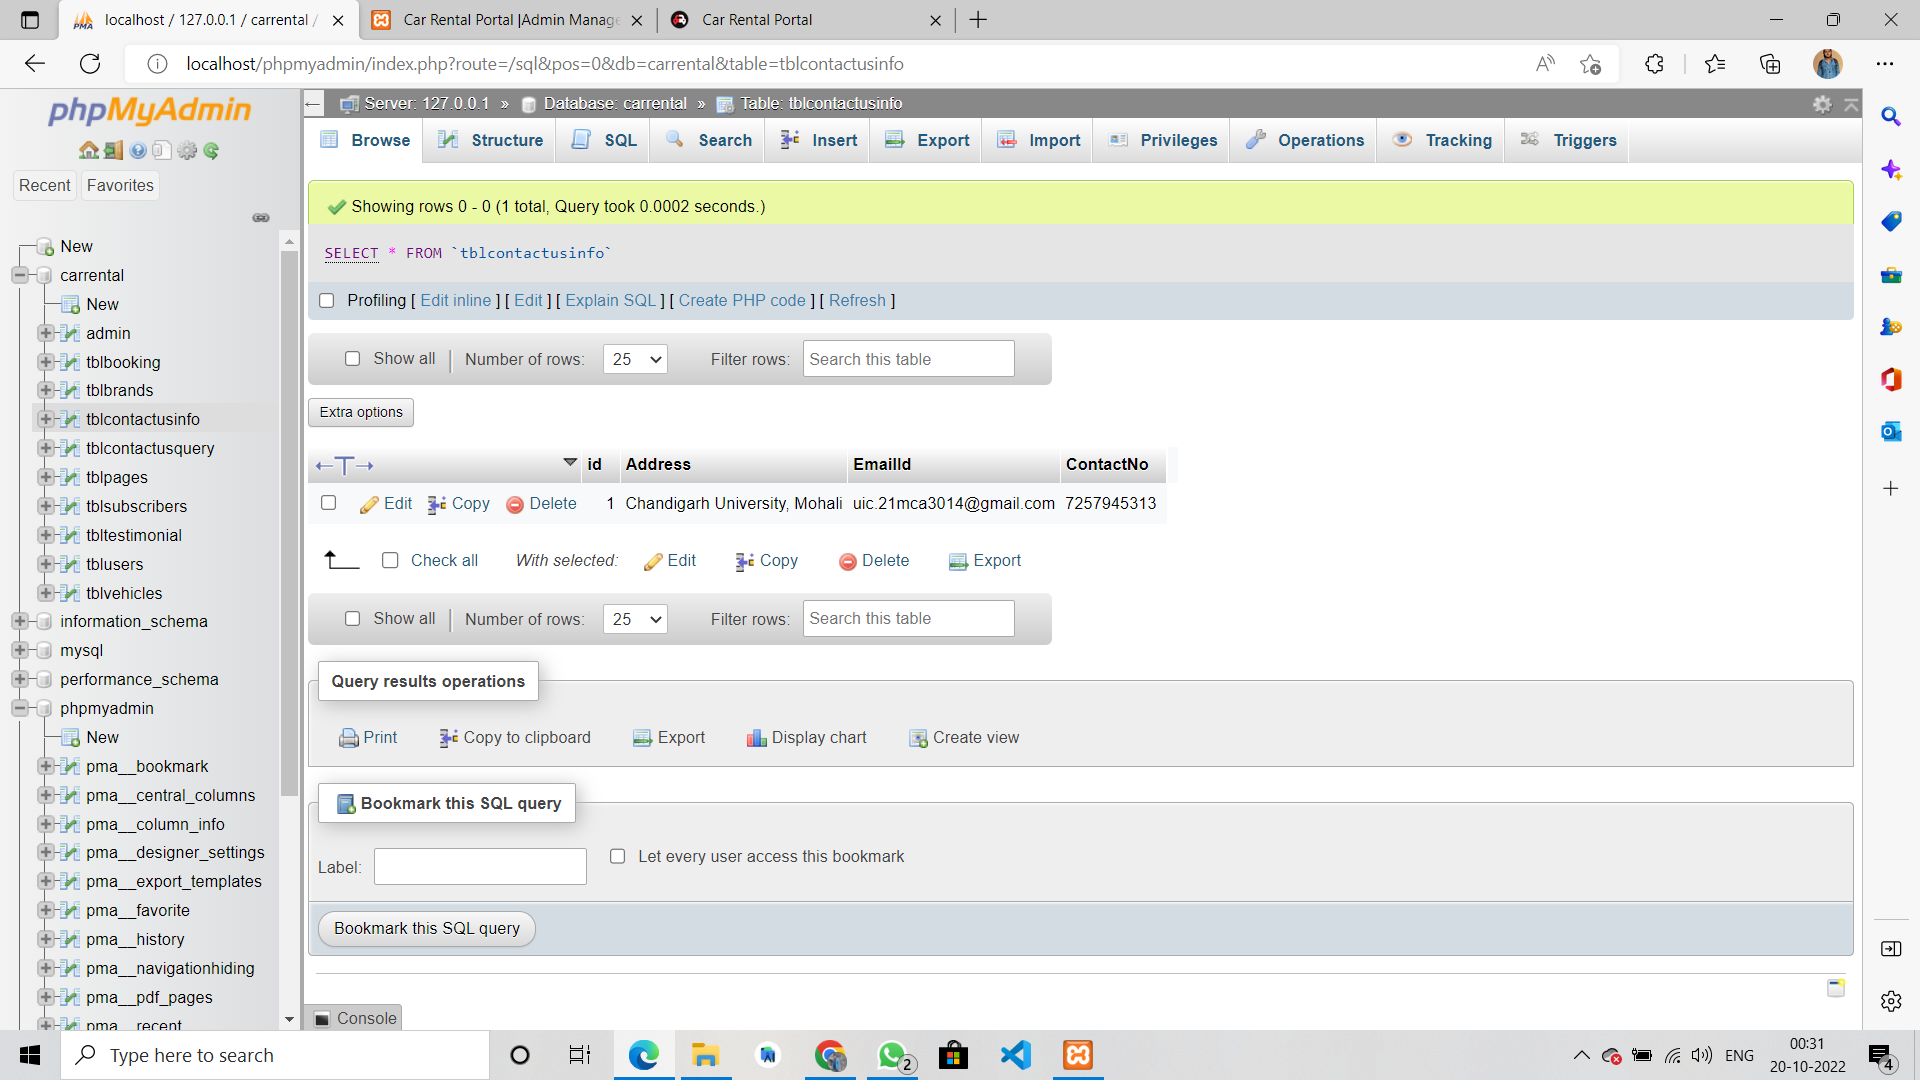 localhost / 127.0.0.1 / carrental /
Car Rental Portal |Admin Manage
Car Rental Portal
localhost/phpmyadmin/index.php?route=/sql&pos=0&db=carrental&table=tblcontactusinfo
phpMyAdmin
Recent
Favorites
New
carrental
New
admin
tblbooking
tblbrands
tblcontactusinfo
tblcontactusquery
tblpages
tblsubscribers
tbltestimonial
tblusers
tblvehicles
information_schema
mysql
performance_schema
phpmyadmin
New
pma__bookmark
pma__central_columns
pma__column_info
pma__designer_settings
pma__export_templates
pma__favorite
pma__history
pma__navigationhiding
pma__pdf_pages
pma__recent
Server: 127.0.0.1 » Database: carrental » Table: tblcontactusinfo
Browse Structure SQL Search Insert Export Import Privileges Operations Tracking Triggers
Showing rows 0 - 0 (1 total, Query took 0.0002 seconds.)
SELECT * FROM `tblcontactusinfo`
Profiling [ Edit inline ] [ Edit ] [ Explain SQL ] [ Create PHP code ] [ Refresh ]
Show all Number of rows: 25 Filter rows: Search this table
Extra options
←T→ id Address EmailId ContactNo
Edit Copy Delete 1 Chandigarh University, Mohali uic.21mca3014@gmail.com 7257945313
Check all With selected: Edit Copy Delete Export
Show all Number of rows: 25 Filter rows: Search this table
Query results operations
Print Copy to clipboard Export Display chart Create view
Bookmark this SQL query
Label: Let every user access this bookmark
Bookmark this SQL query
Console
Type here to search
2
ENG
00:31
20-10-2022
4